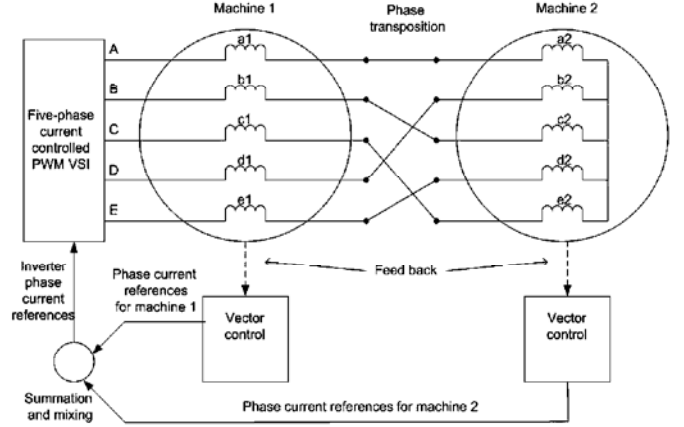 Machine 1
Phase
transposition
Machine 2
A
a1
a2
B
b1
b2
Five-phase
current
controlled
PWM VSI
C
c1
c2
D
d1
d2
E
e1
e2
Inverter
phase
current
references
Phase current
references
for machine 1
Feed back
Vector
control
Vector
control
Summation
and mixing
Phase current references for machine 2